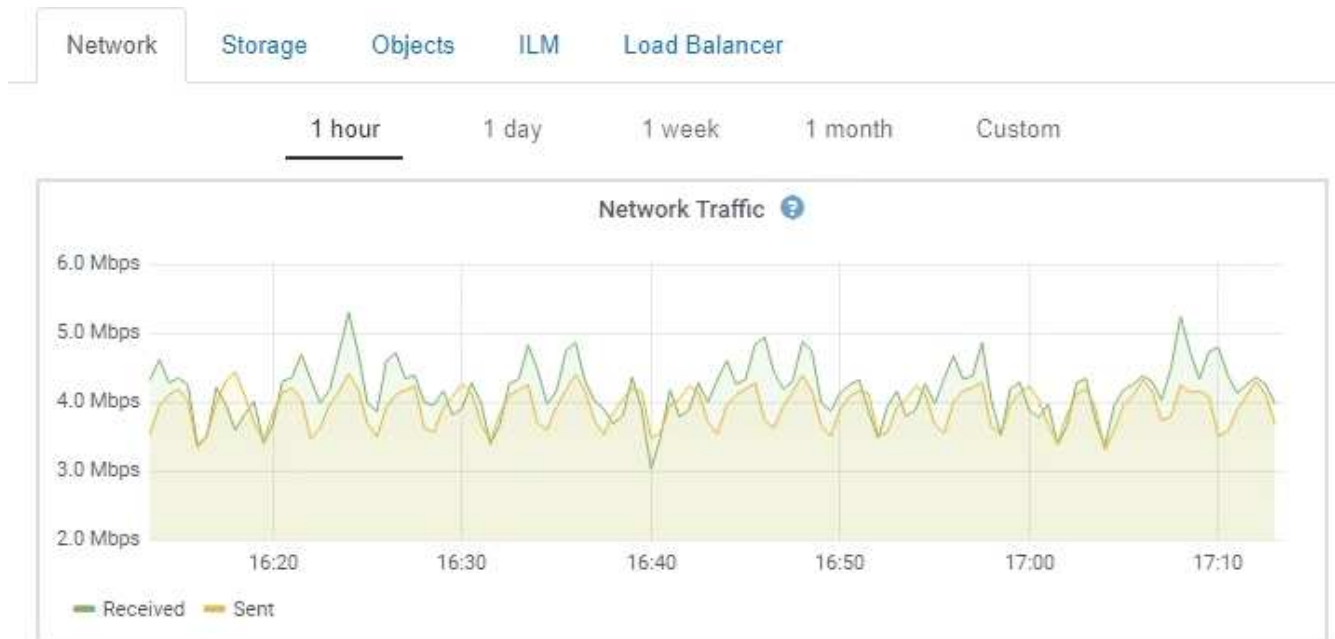 Network Storage Objects ILM Load Balancer
1 hour 1 day 1 week 1 month Custom
Network Traffic ?
6.0 Mbps
5.0 Mbps
4.0 Mbps
3.0 Mbps
2.0 Mbps
16:20 16:30 16:40 16:50 17:00 17:10
Received Sent